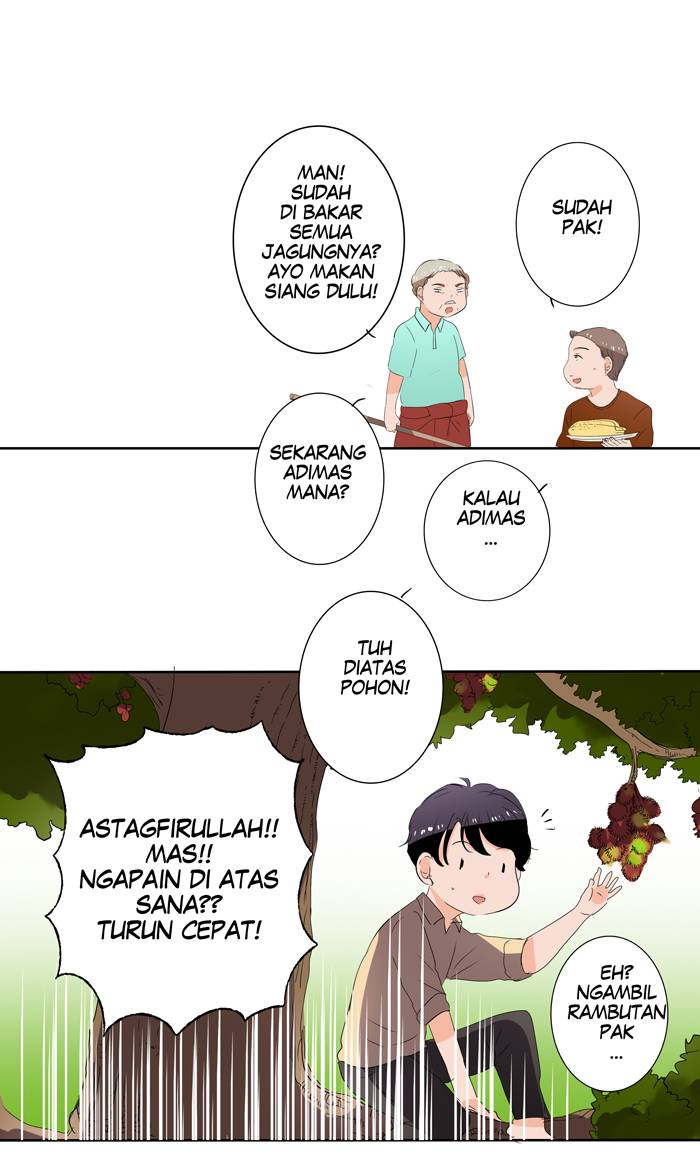 MAN!
SUDAH
DI BAKAR
SEMUA
JAGUNGNYA?
AYO MAKAN
SIANG DULU!
SUDAH
PAK!
SEKARANG
ADIMAS
MANA?
KALAU
ADIMAS
...
TUH
DIATAS
POHON!
ASTAGFIRULLAH!!
MAS!!
NGAPAIN DI ATAS
SANA??
TURUN CEPAT!
EH?
NGAMBIL
RAMBUTAN
PAK
...